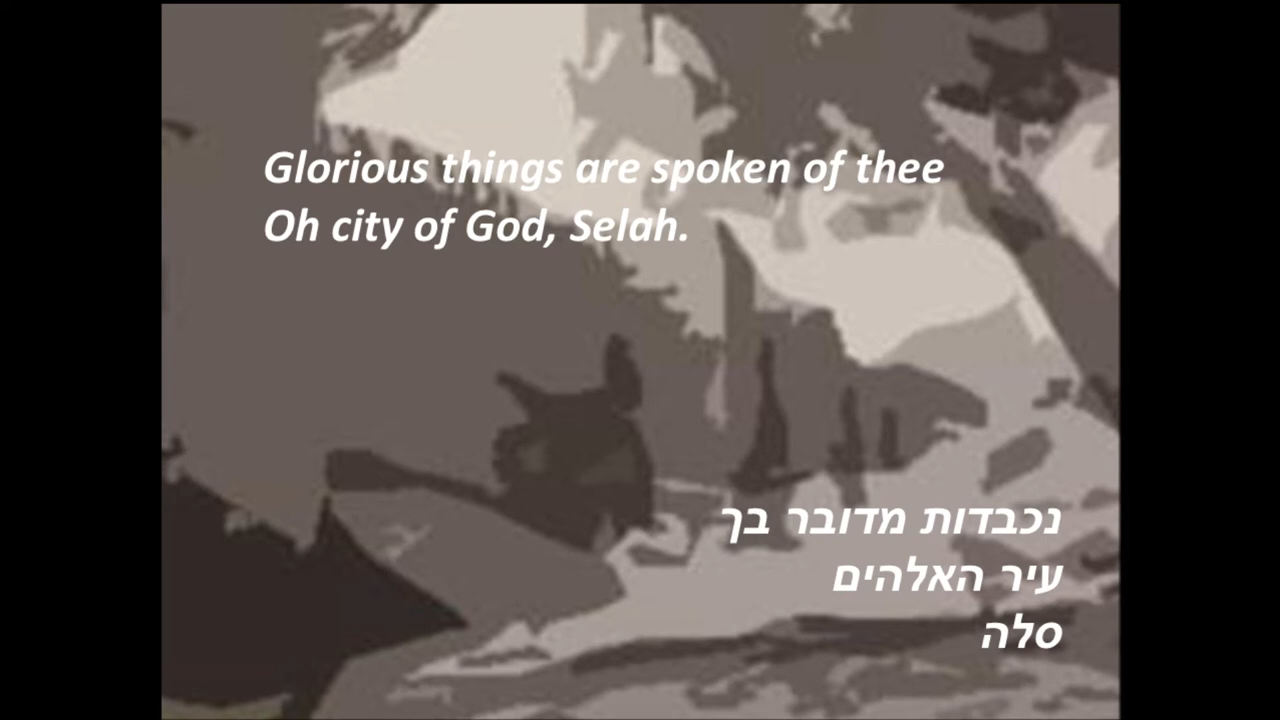 Glorious things are spoken of thee
Oh city of God, Selah.
נכבדות מדובר בך
עיר האלהים
סלה